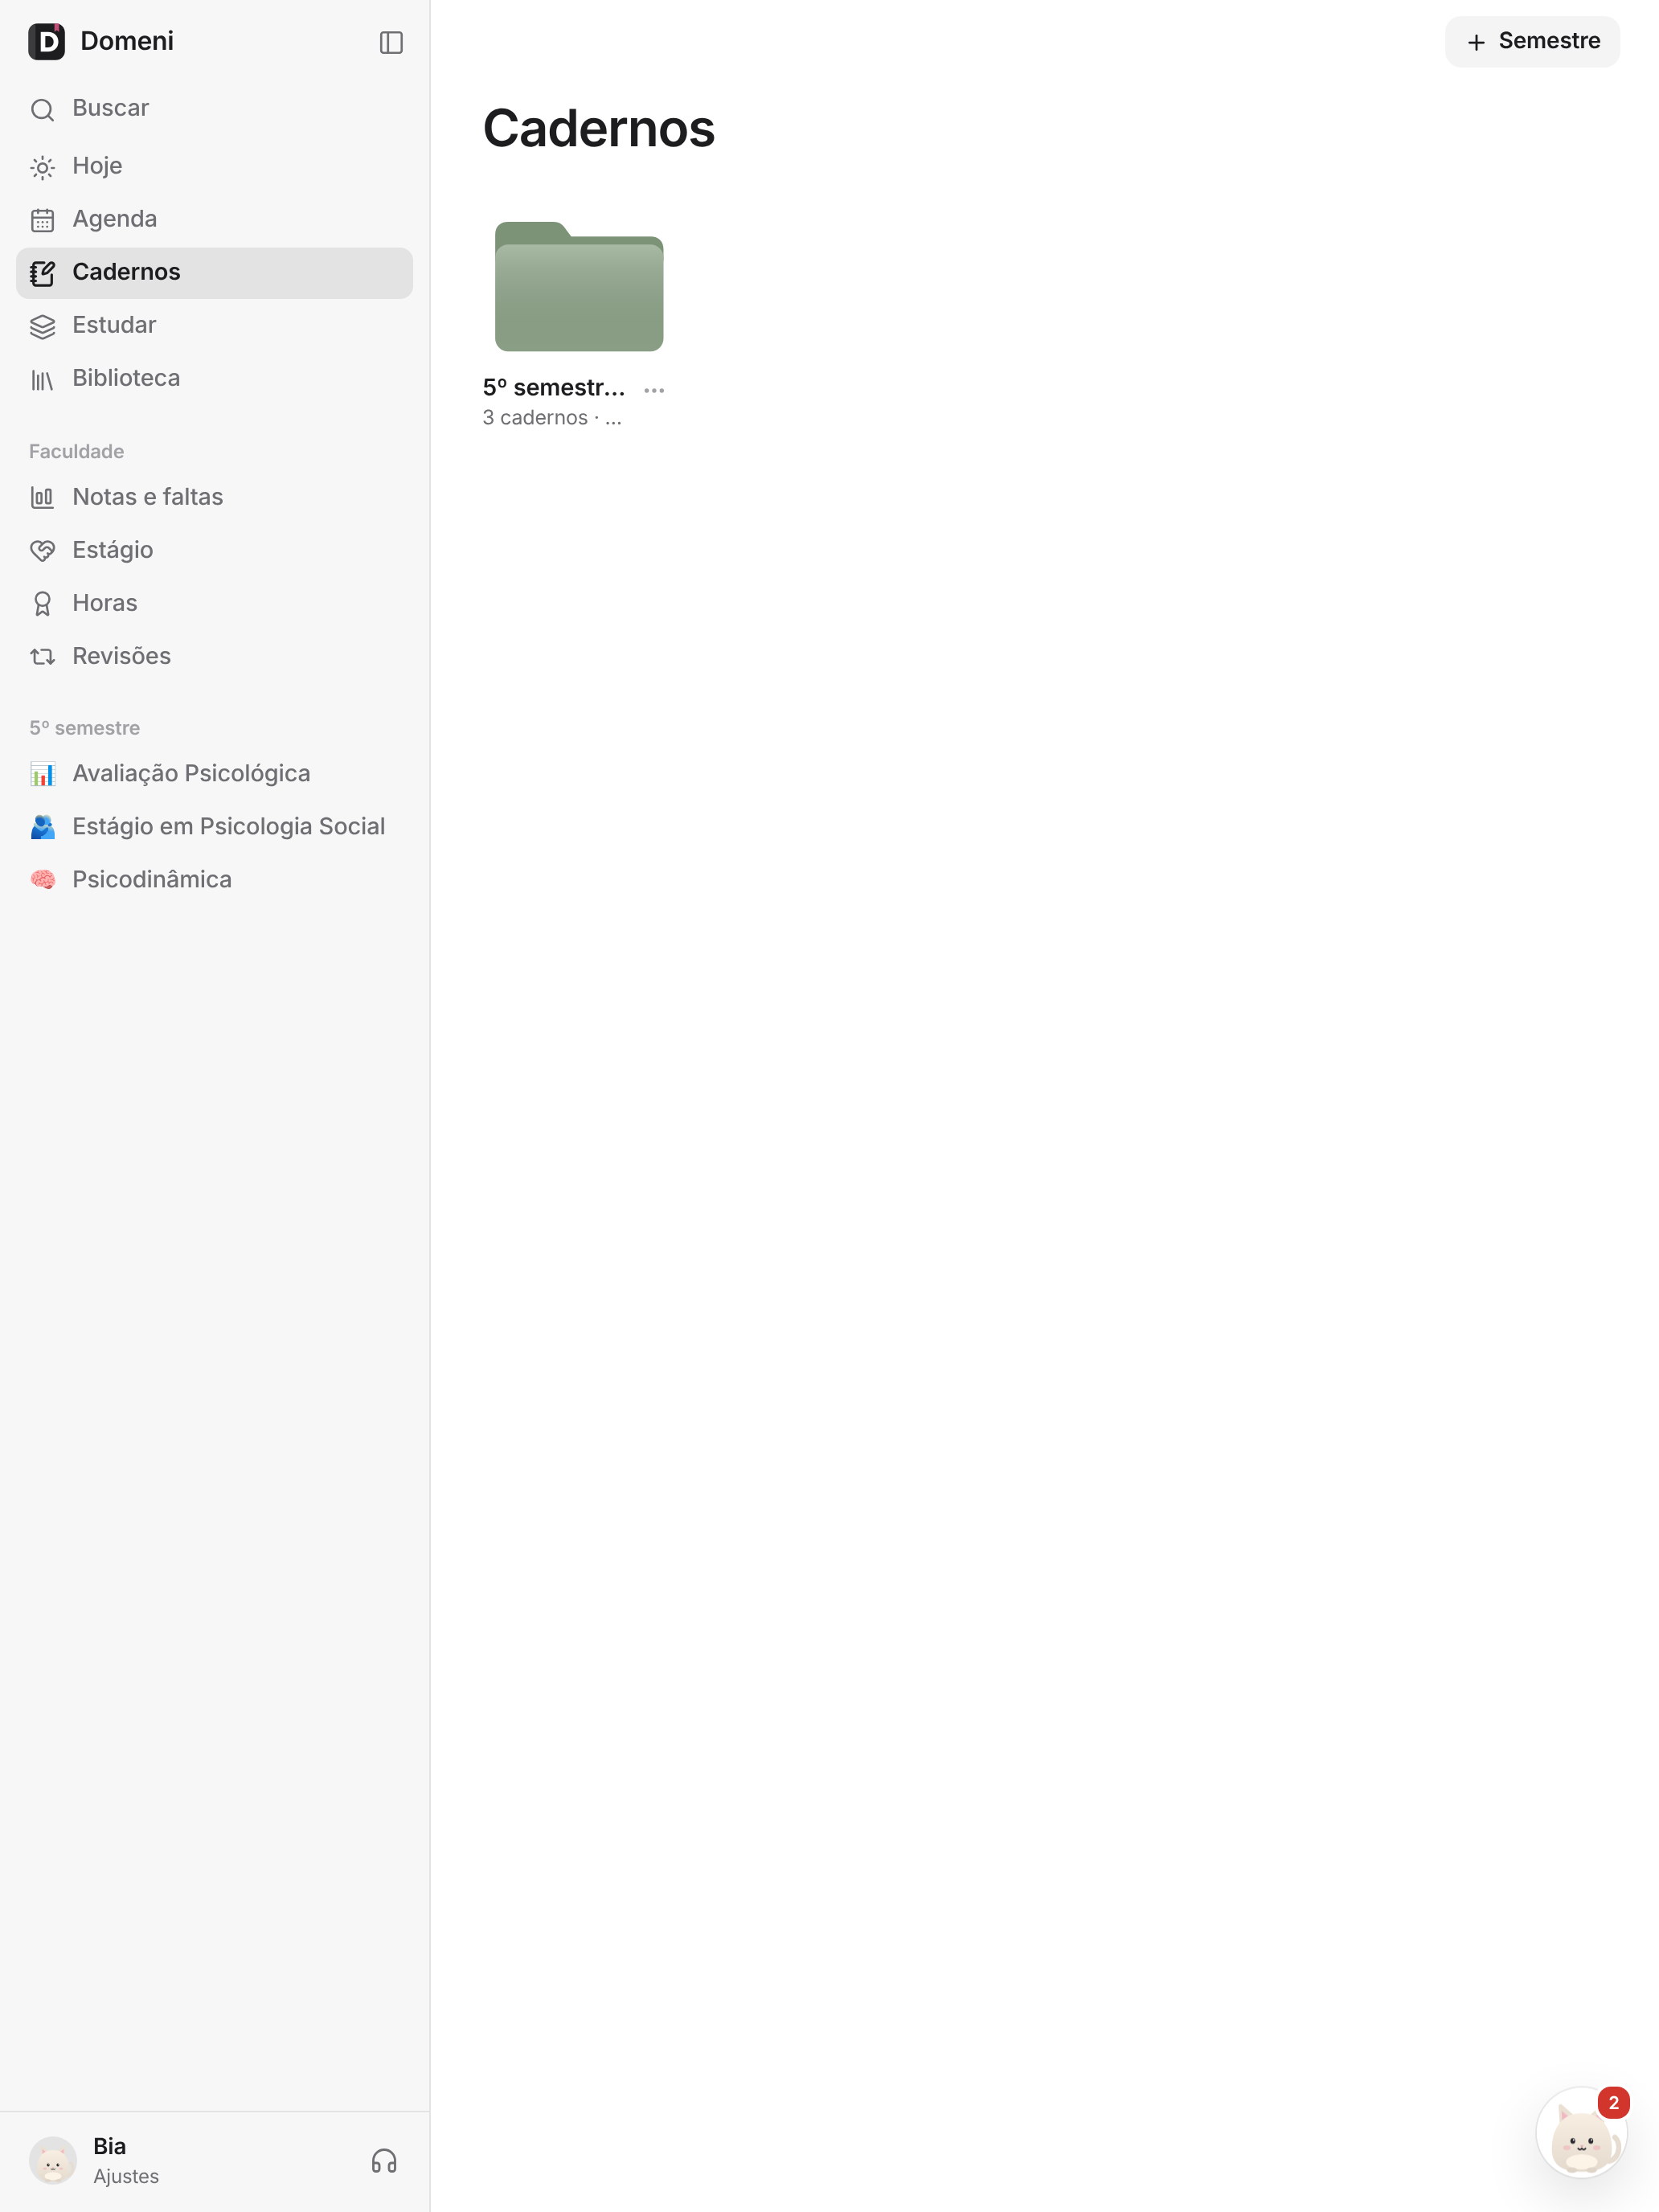 Domeni
Buscar
Hoje
Agenda
Cadernos
Estudar
Biblioteca
Faculdade
Notas e faltas
Estágio
Horas
Revisões
5º semestre
Avaliação Psicológica
Estágio em Psicologia Social
Psicodinâmica
Bia
Ajustes
+ Semestre
Cadernos
5º semestr...
3 cadernos · ...
2